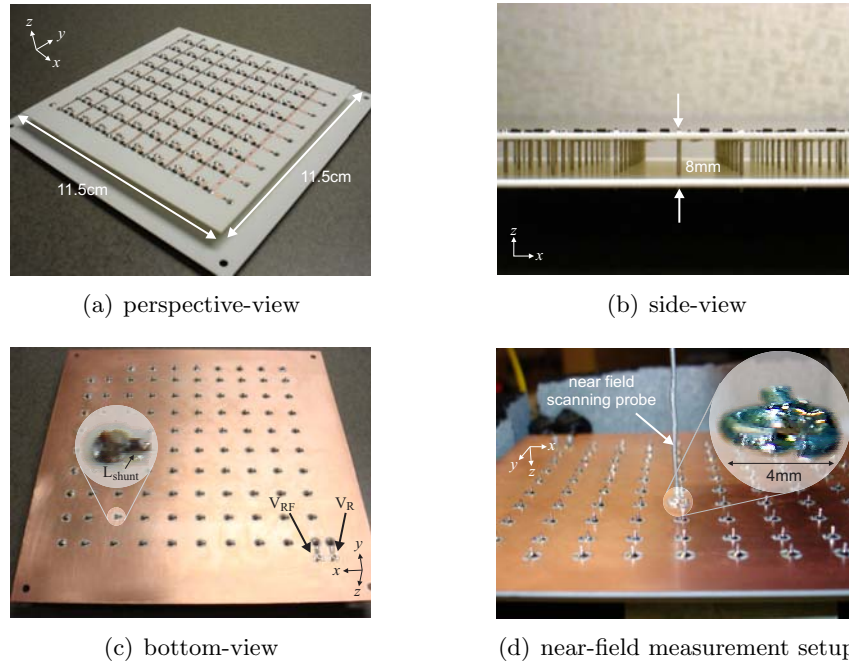 z
y
x
11.5cm
11.5cm
8mm
z
x
(a) perspective-view
(b) side-view
L_shunt
V_RF
V_R
y
x
z
near field
scanning probe
x
y
z
4mm
(c) bottom-view
(d) near-field measurement setup